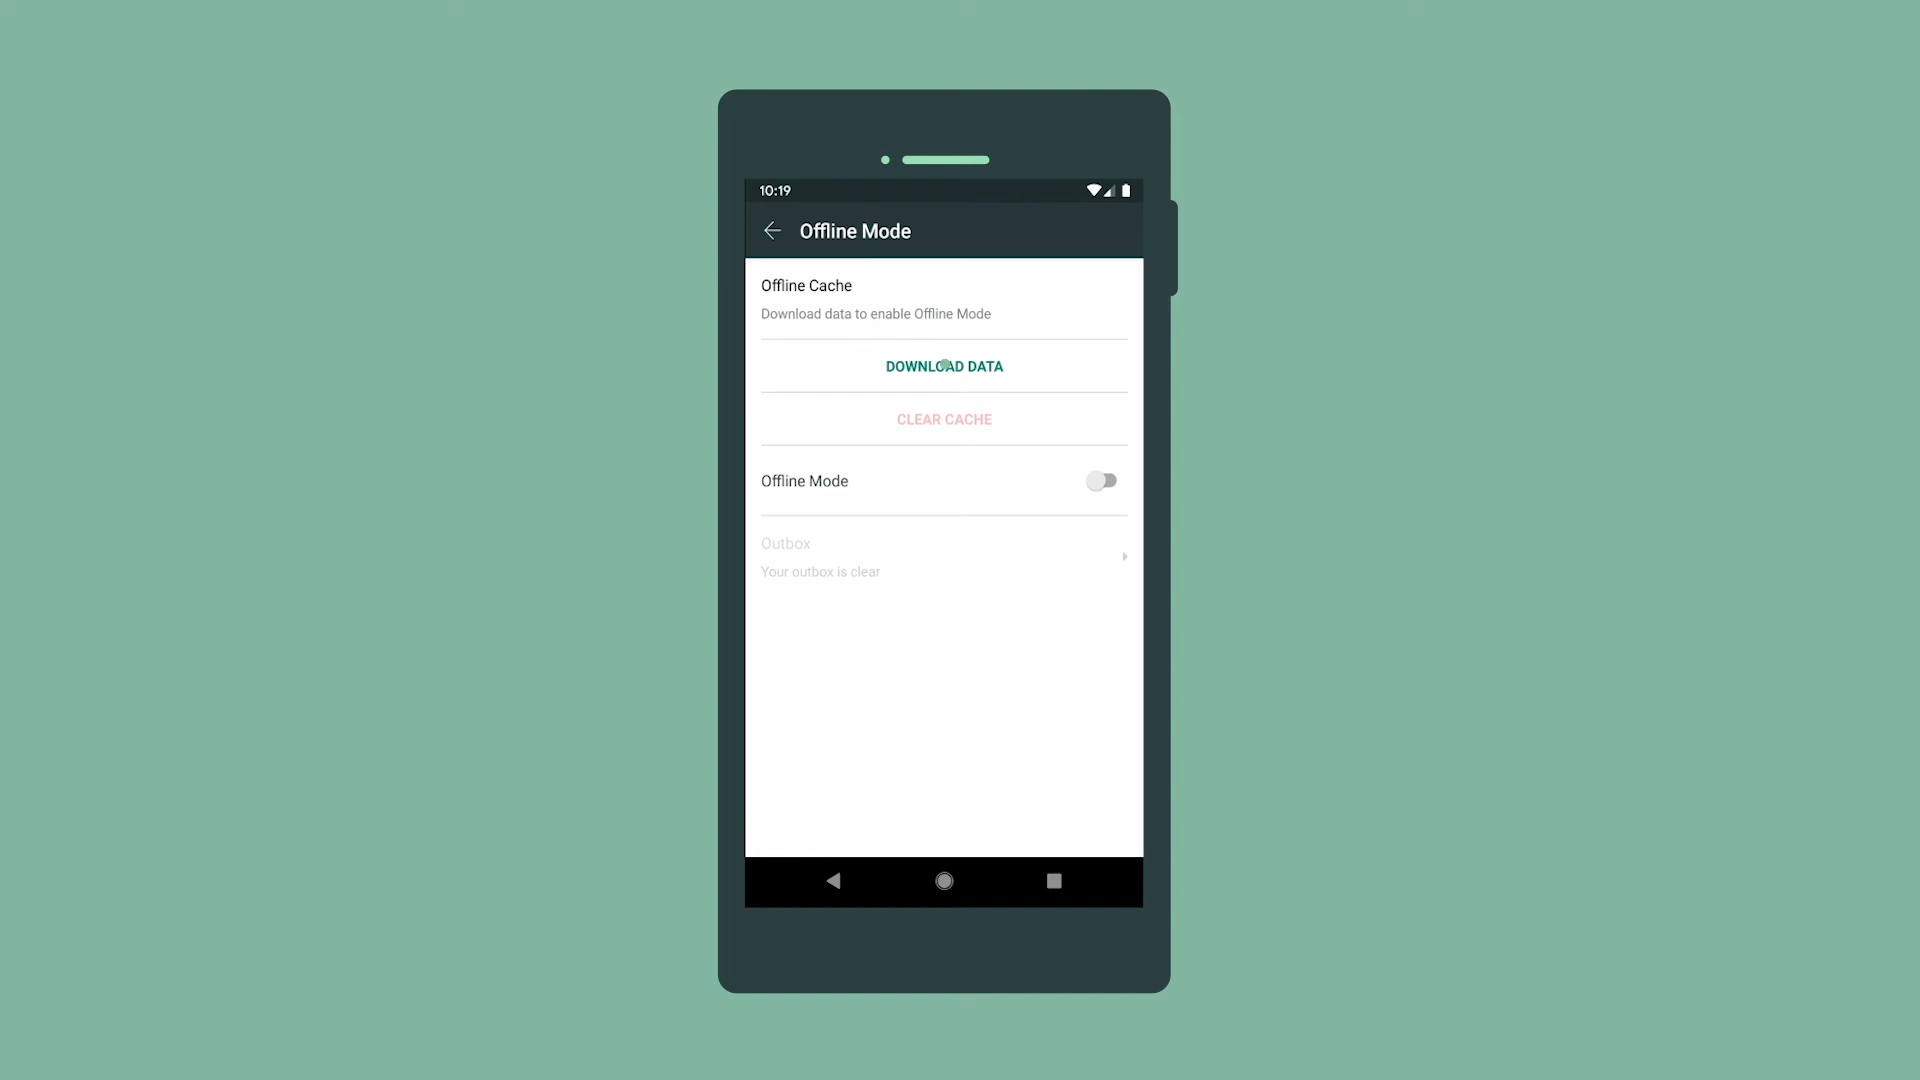 10:19
Offline Mode
Offline Cache
Download data to enable Offline Mode
DOWNLOAD DATA
CLEAR CACHE
Offline Mode
Outbox
Your outbox is clear